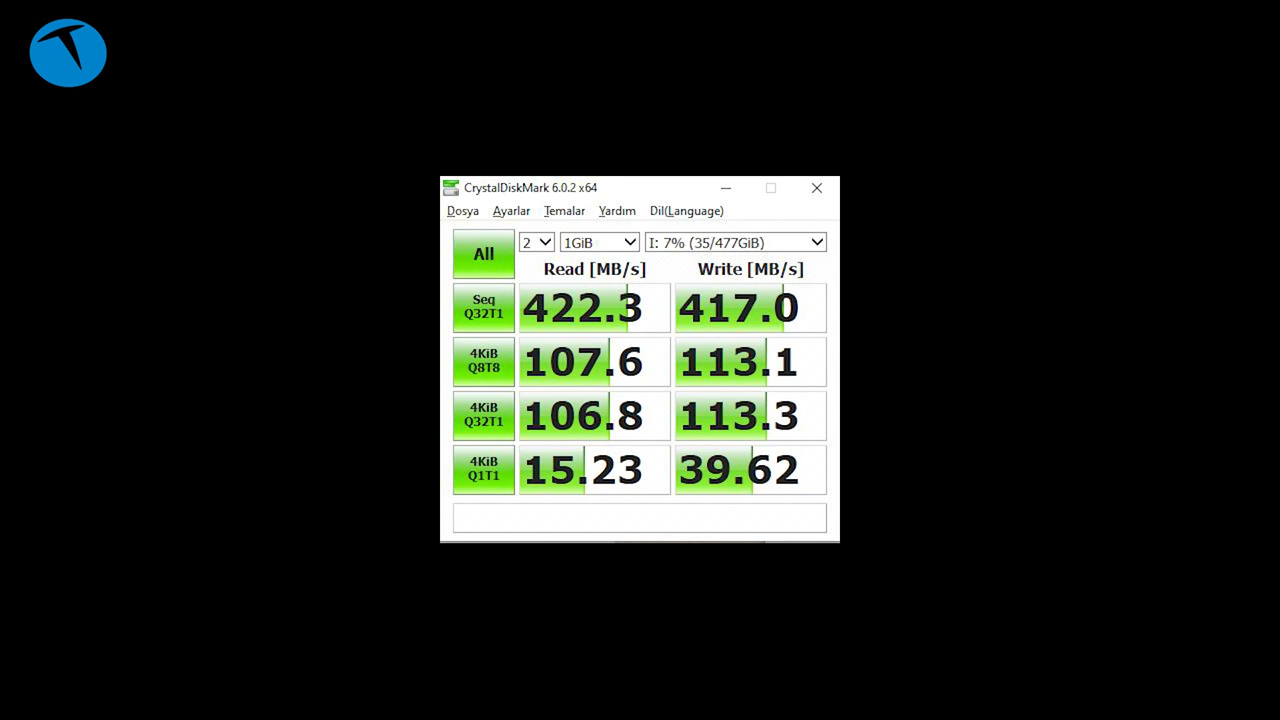 CrystalDiskMark 6.0.2 x64
Dosya Ayarlar Temalar Yardım Dil(Language)
All 2 1GiB I: 7% (35/477GiB)
Read [MB/s] Write [MB/s]
Seq Q32T1 422.3 417.0
4KiB Q8T8 107.6 113.1
4KiB Q32T1 106.8 113.3
4KiB Q1T1 15.23 39.62